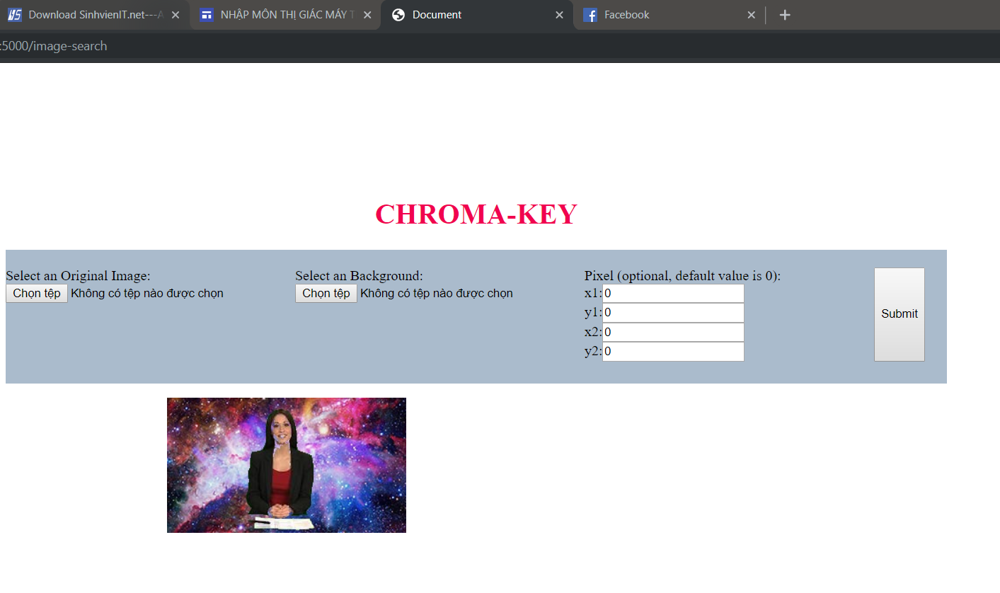 Download SinhvienIT.net---A
NHẬP MÔN THỊ GIÁC MÁY T
Document
Facebook
:5000/image-search
CHROMA-KEY
Select an Original Image:
Chọn tệp Không có tệp nào được chọn
Select an Background:
Chọn tệp Không có tệp nào được chọn
Pixel (optional, default value is 0):
x1: 0
y1: 0
x2: 0
y2: 0
Submit